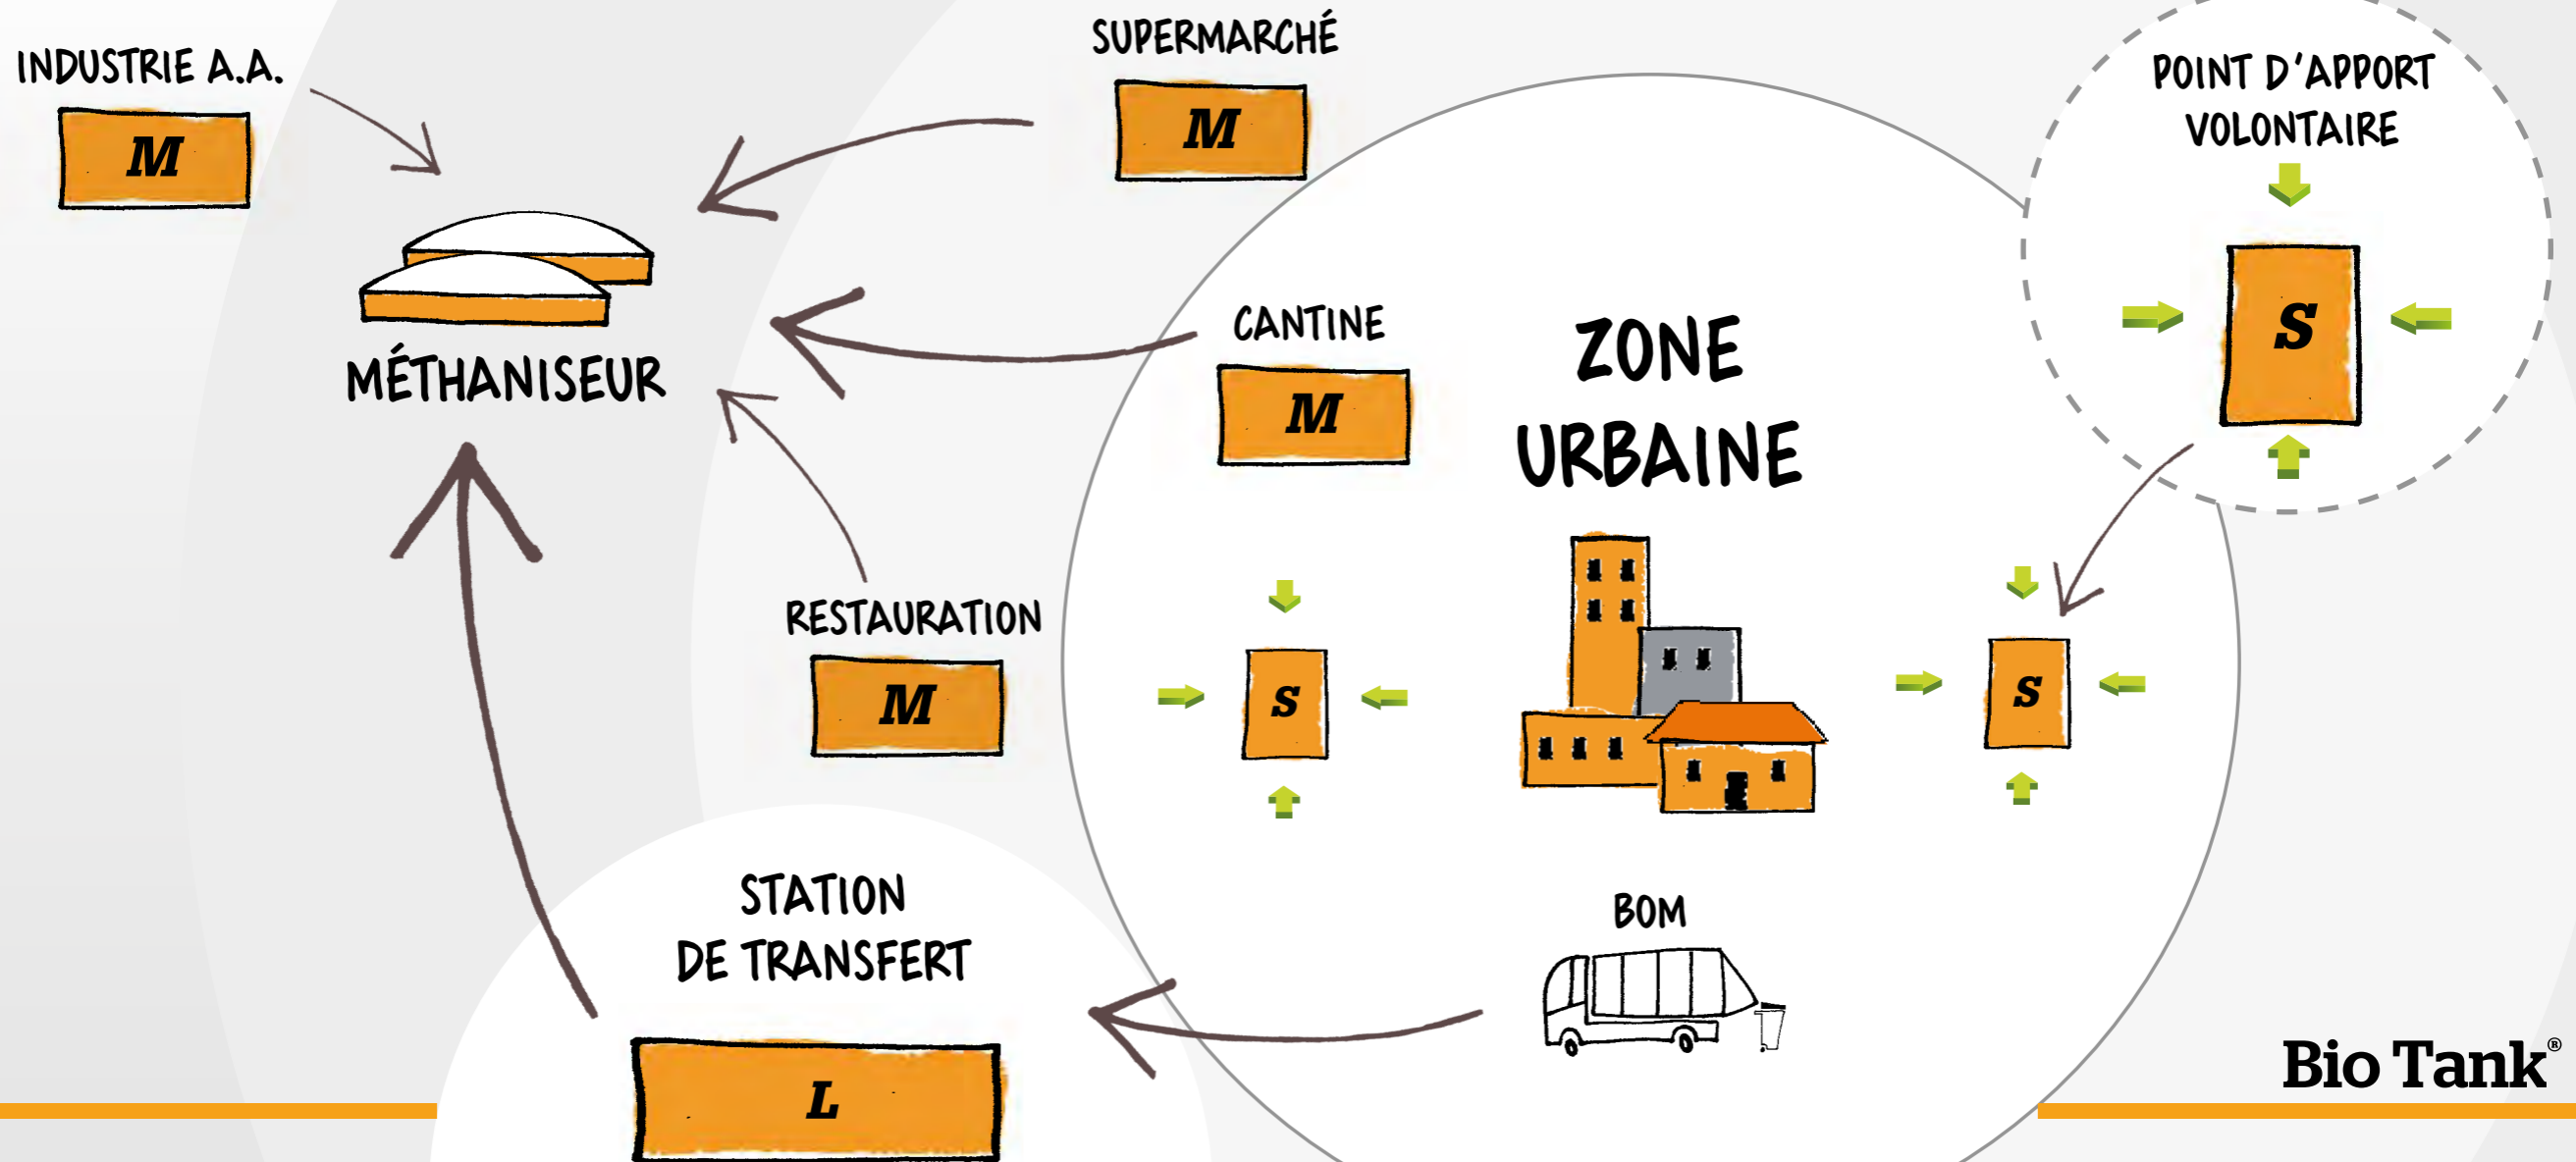 INDUSTRIE A.A.
M
SUPERMARCHÉ
M
POINT D'APPORT
VOLONTAIRE
S
MÉTHANISEUR
CANTINE
M
ZONE
URBAINE
RESTAURATION
M
S
S
STATION
DE TRANSFERT
L
BOM
Bio Tank®